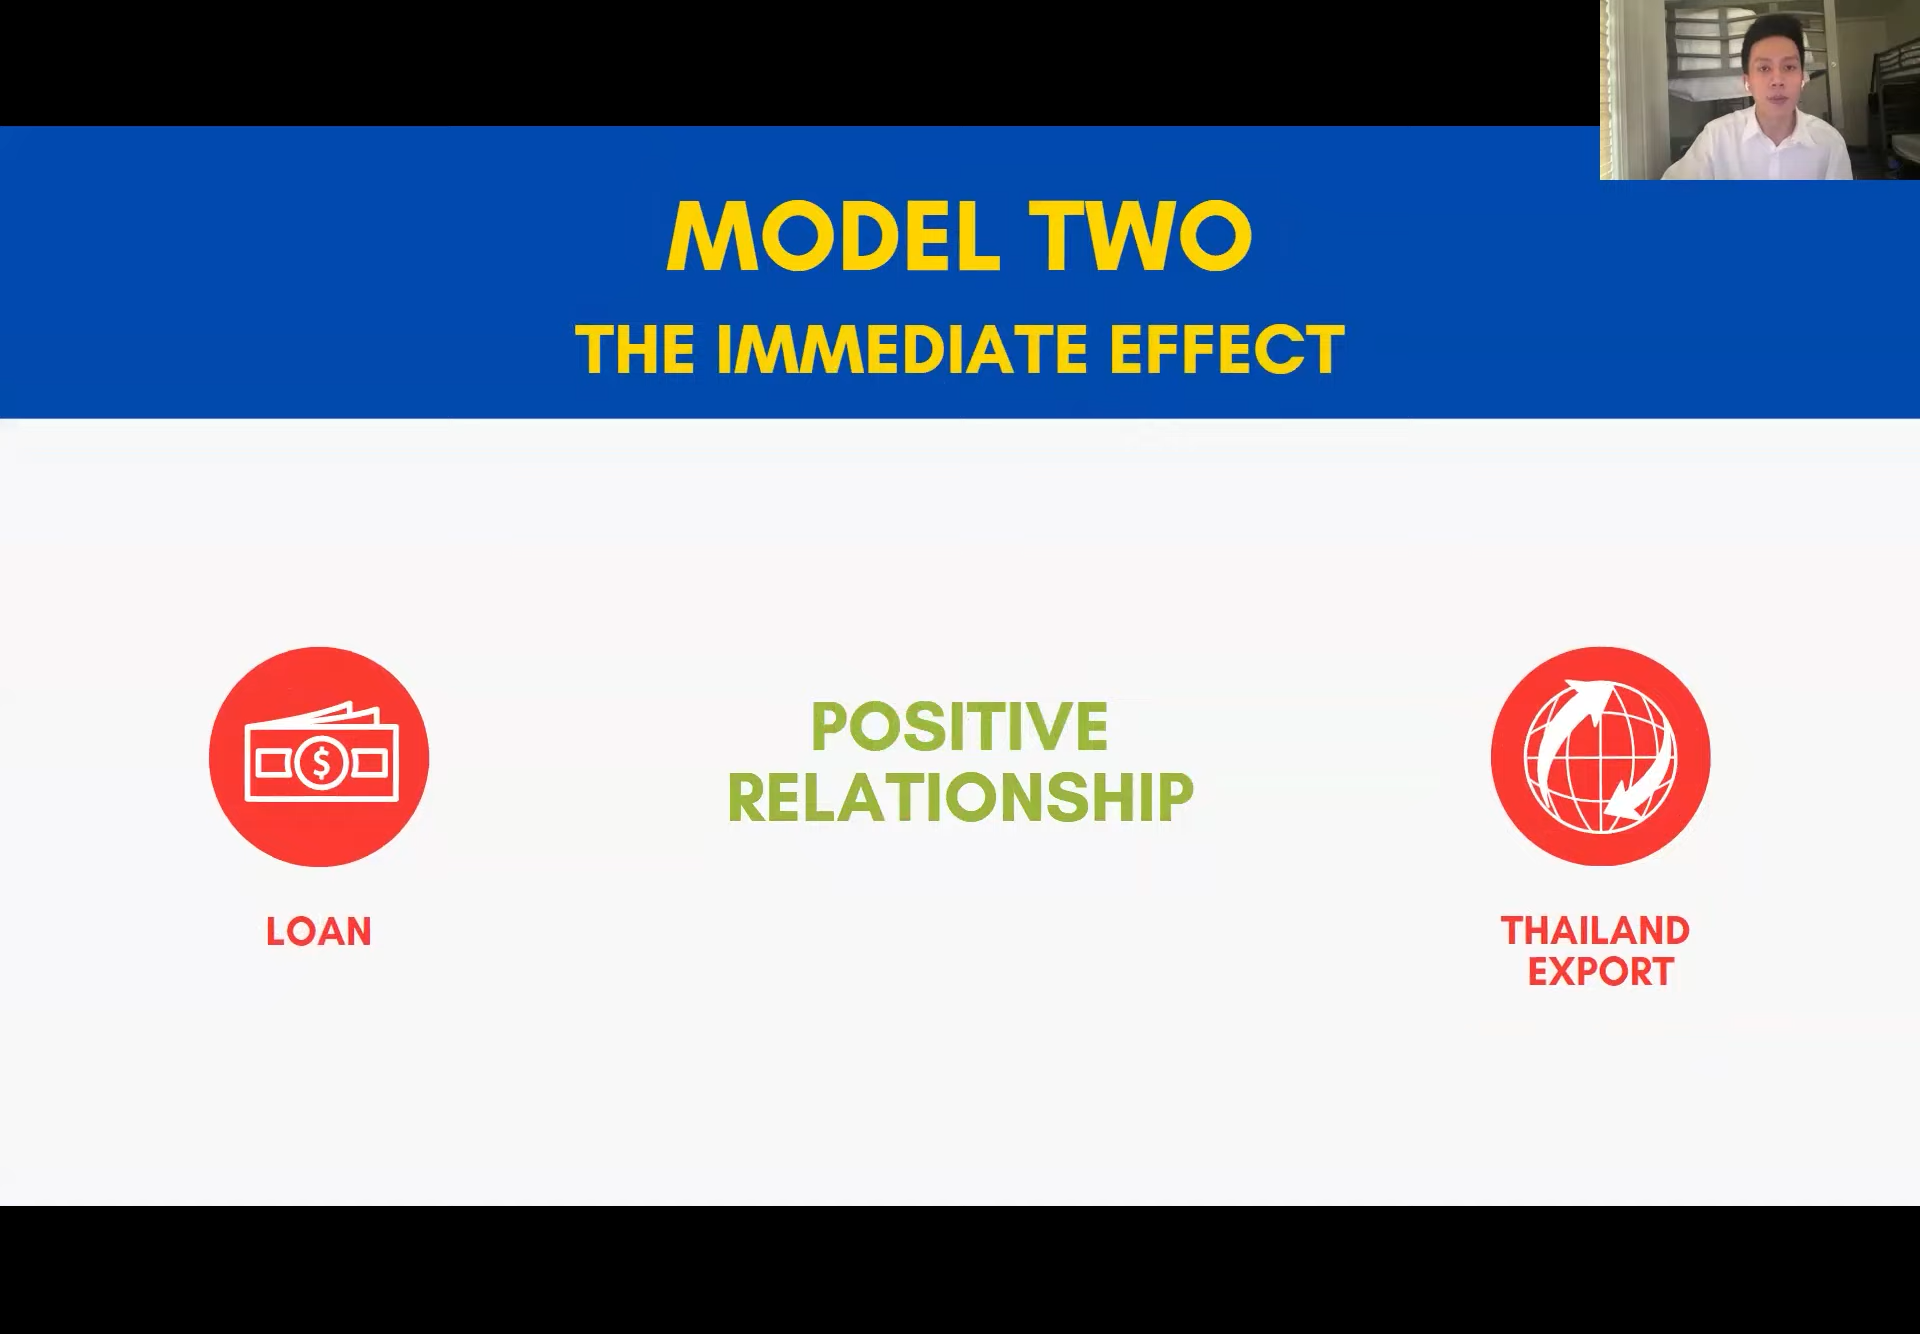 MODEL TWO
THE IMMEDIATE EFFECT
$
POSITIVE
RELATIONSHIP
LOAN
THAILAND
EXPORT